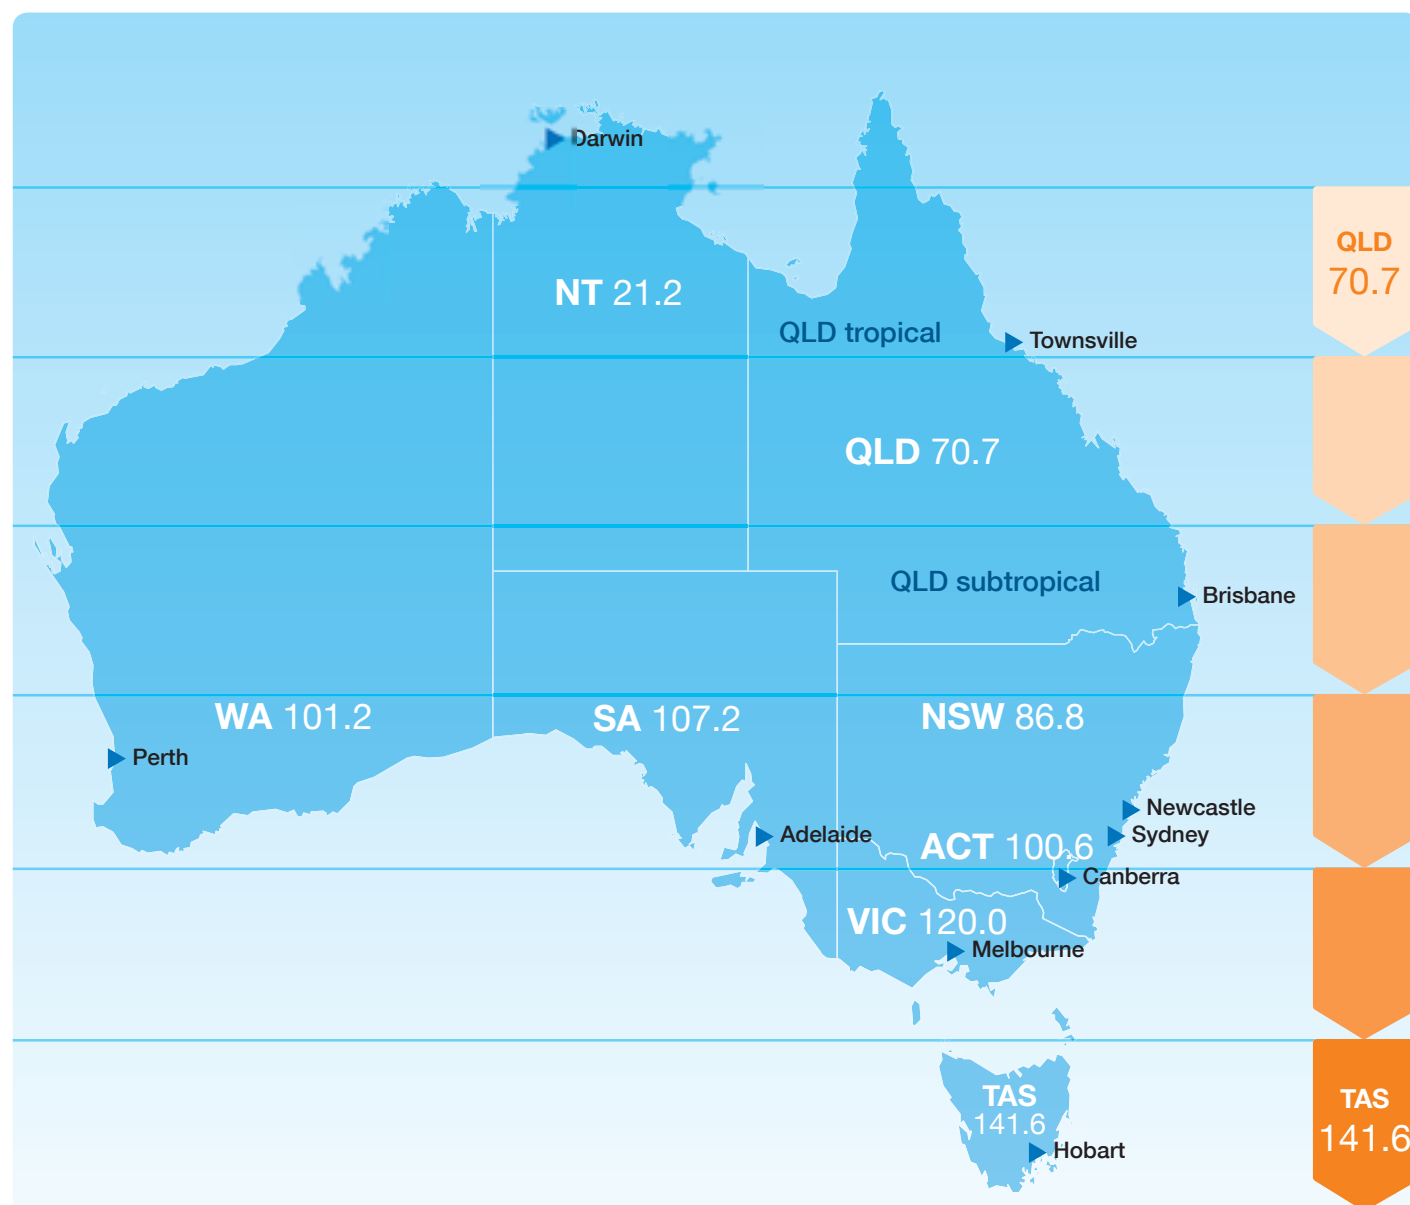 Darwin
QLD
70.7
NT 21.2
QLD tropical
Townsville
QLD 70.7
QLD subtropical
Brisbane
WA 101.2
SA 107.2
NSW 86.8
Perth
Newcastle
Adelaide
Sydney
ACT 100.6
Canberra
VIC 120.0
Melbourne
TAS
141.6
TAS
141.6
Hobart